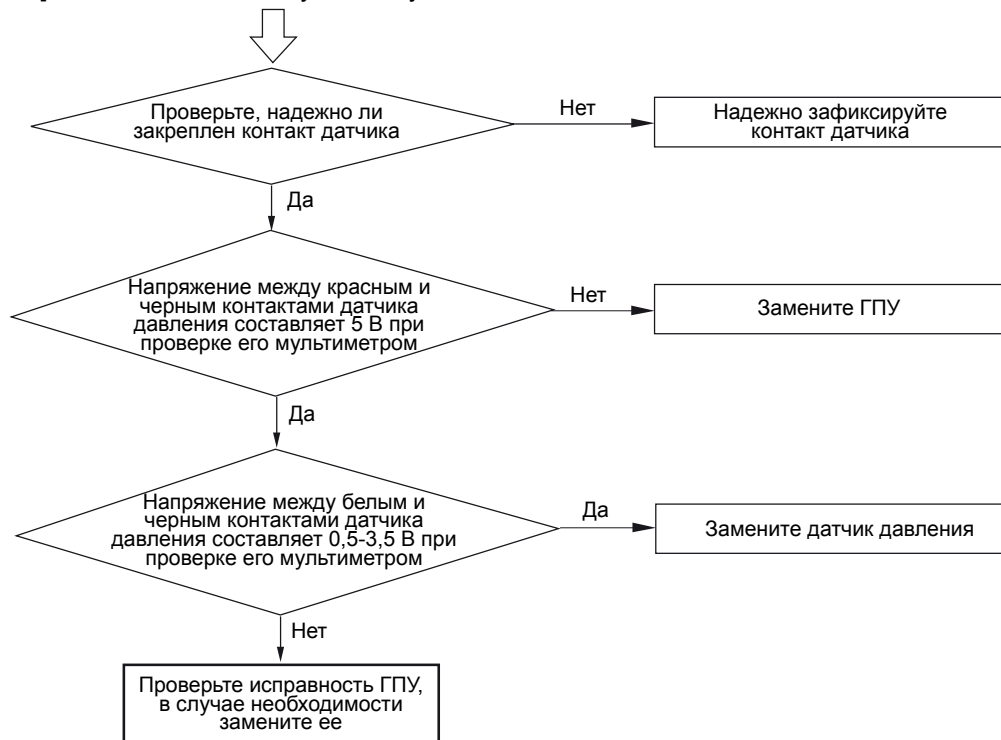 Проверьте, надежно ли
закреплен контакт датчика
Нет
Надежно зафиксируйте
контакт датчика
Да
Напряжение между красным и
черным контактами датчика
давления составляет 5 В при
проверке его мультиметром
Нет
Замените ГПУ
Да
Напряжение между белым и
черным контактами датчика
давления составляет 0,5-3,5 В при
проверке его мультиметром
Да
Замените датчик давления
Нет
Проверьте исправность ГПУ,
в случае необходимости
замените ее